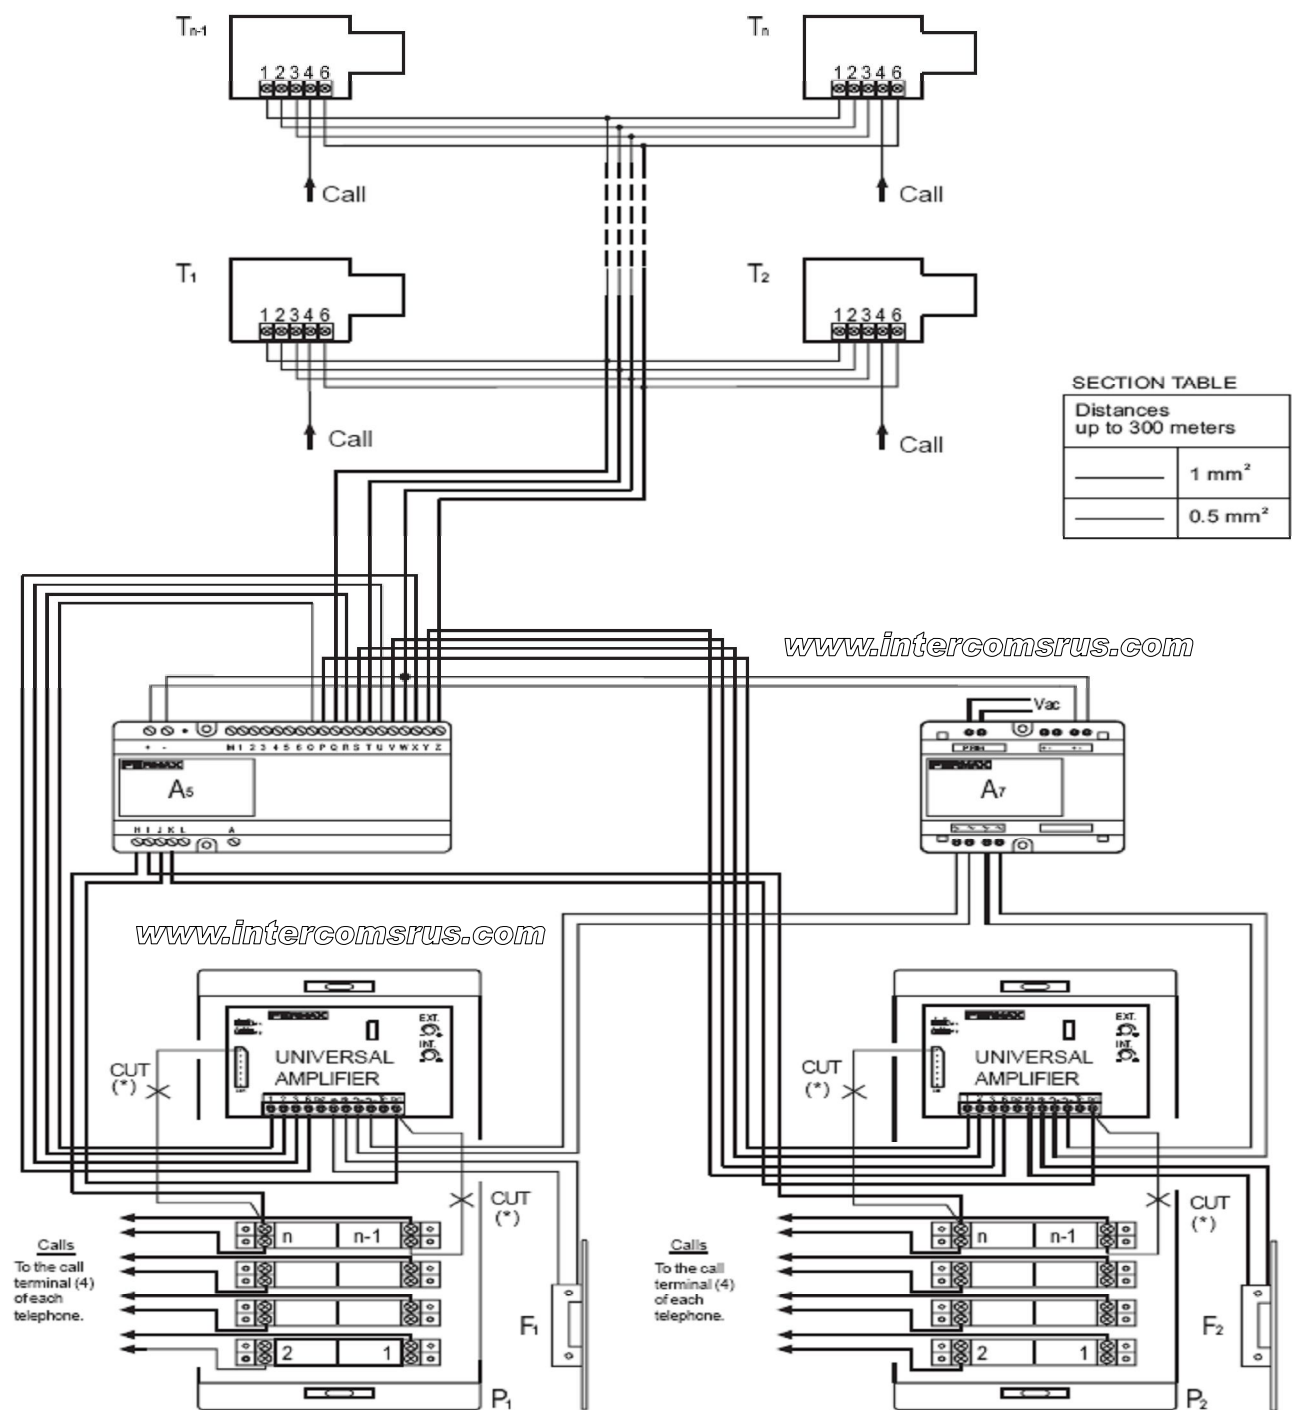 Tn-1
Tn
1 2 3 4 6
1 2 3 4 6
Call
Call
T1
T2
1 2 3 4 6
1 2 3 4 6
Call
Call
SECTION TABLE
Distances
up to 300 meters
1 mm²
0.5 mm²
www.intercomsrus.com
Vac
+ -
M 1 2 3 4 5 6 O P Q R S T U V W X Y Z
FERMAX
A5
H I J K L
A
FERMAX
A7
www.intercomsrus.com
FERMAX
EXT.
INT.
UNIVERSAL
AMPLIFIER
CUT
(*)
FERMAX
EXT.
INT.
UNIVERSAL
AMPLIFIER
CUT
(*)
CUT
(*)
CUT
(*)
Calls
To the call
terminal (4)
of each
telephone.
n
n-1
2
1
F1
P1
Calls
To the call
terminal (4)
of each
telephone.
n
n-1
2
1
F2
P2